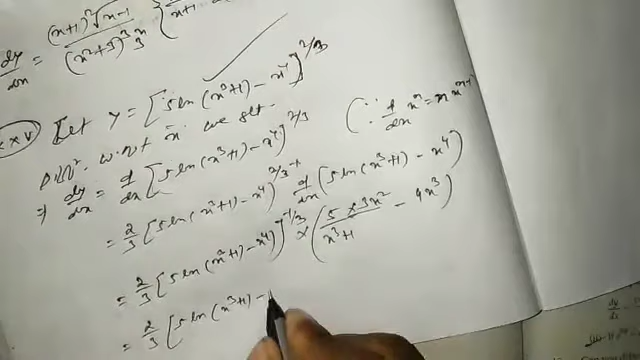 dy/dx = (x+1)²√x-1 / (x²+5)³ {
xxv) Let y = [5 ln(x³+1) - x⁴]^2/3
Diff. w.r.t x we get -
⇒ dy/dx = d/dx [5 ln(x³+1) - x⁴]^2/3 (∵ d/dx xⁿ = n xⁿ⁻¹
= 2/3 [5 ln(x³+1) - x⁴]^2/3-1 d/dx (5 ln(x³+1) - x⁴)
= 2/3 [5 ln(x³+1) - x⁴]^-1/3 × (5×3x²/x³+1 - 4x³)
= 2/3 [5 ln(x³+1) -